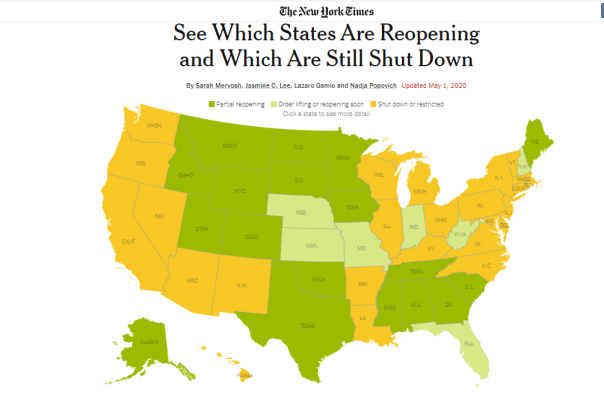 The New York Times
See Which States Are Reopening
and Which Are Still Shut Down
By Sarah Mervosh, Jasmine C. Lee, Lazaro Gamio and Nadja Popovich Updated May 1, 2020
Partial reopening Order lifting or reopening soon Shut down or restricted
Click a state to see more detail
WASH.
MONT.
N.D.
MINN.
ME.
ORE.
IDAHO
S.D.
WIS.
VT.
N.H.
WYO.
MICH.
N.Y.
MASS.
CONN.
NEV.
UTAH
COLO.
NEB.
IOWA
ILL.
IND.
OHIO
PA.
CALIF.
KAN.
MO.
KY.
W.VA.
VA.
MD.
ARIZ.
N.M.
OKLA.
ARK.
TENN.
N.C.
TEXAS
LA.
MISS.
ALA.
GA.
S.C.
ALASKA
HAWAII
FLA.